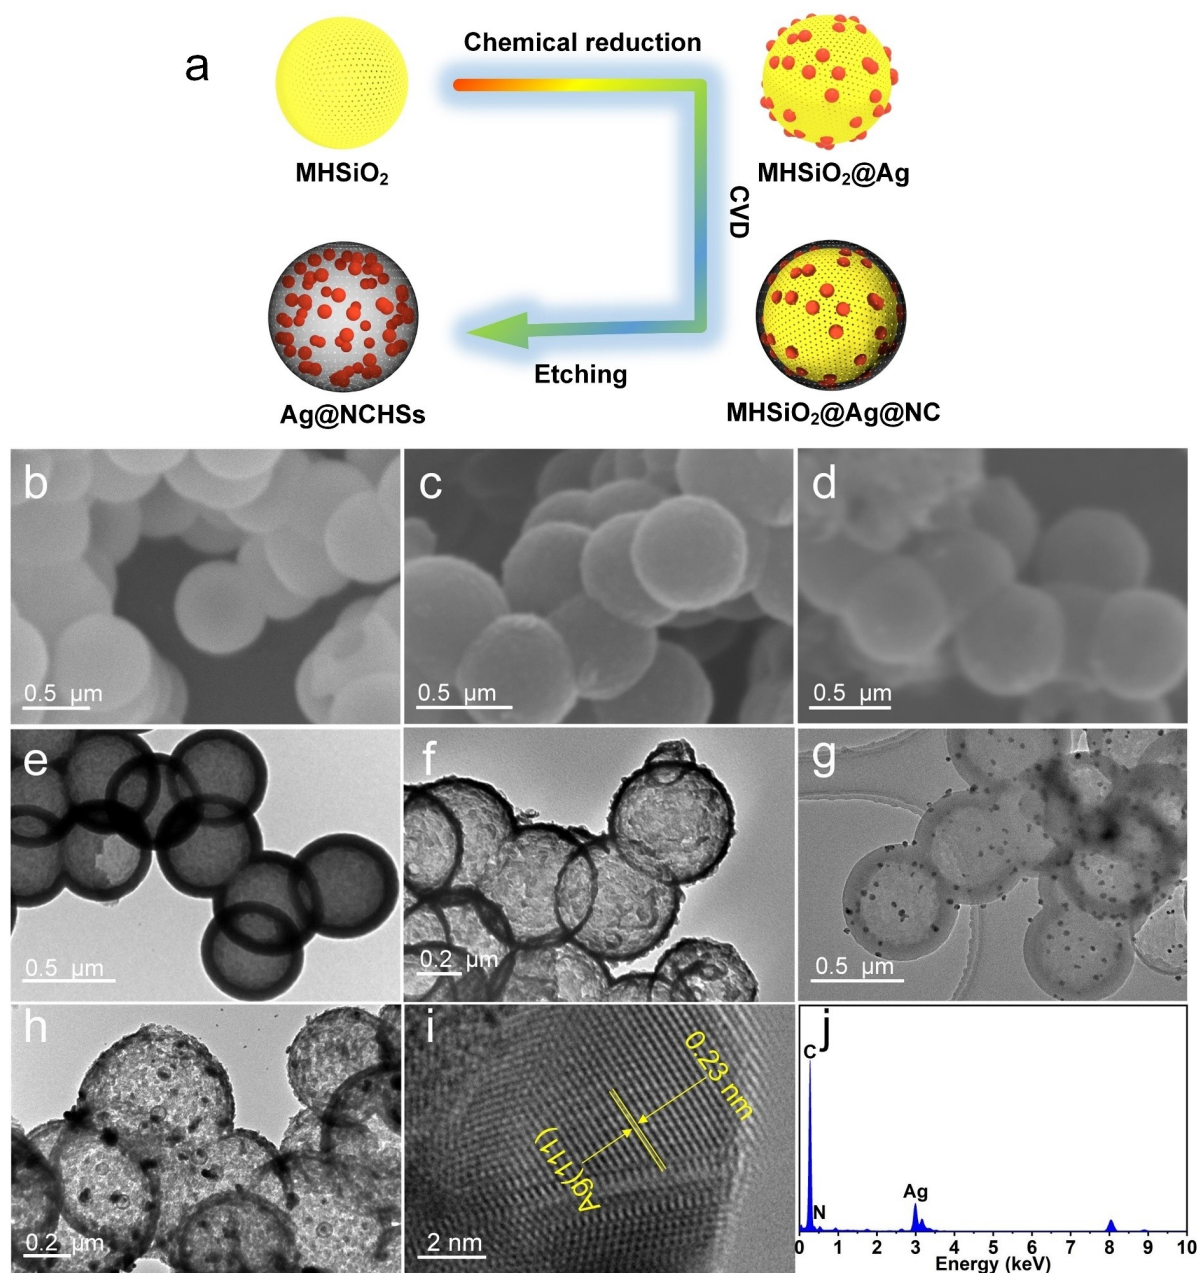 a
Chemical reduction
MHSiO₂
MHSiO₂@Ag
CVD
Ag@NCHSs
Etching
MHSiO₂@Ag@NC
b
c
d
0.5 μm
0.5 μm
0.5 μm
e
f
g
0.5 μm
0.2 μm
0.5 μm
h
i
j
0.23 nm
Ag(111)
0.2 μm
2 nm
C
N
Ag
0 1 2 3 4 5 6 7 8 9 10
Energy (keV)